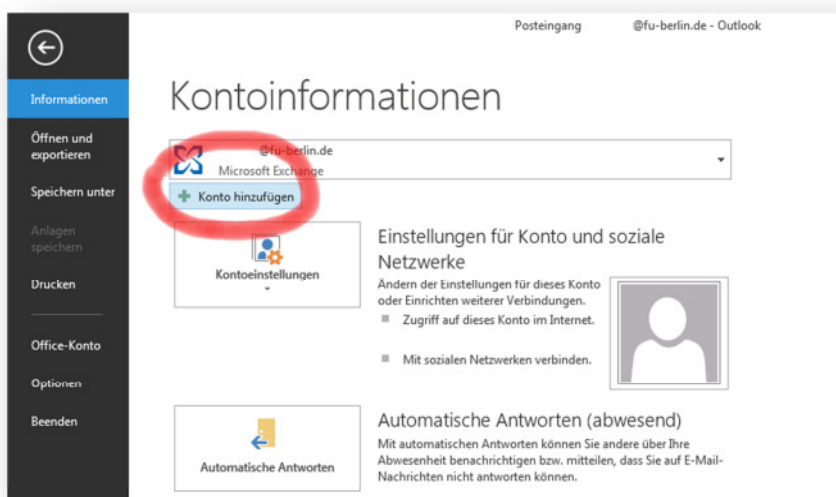 Posteingang @fu-berlin.de - Outlook
Informationen
Öffnen und
exportieren
Speichern unter
Anlagen
speichern
Drucken
Office-Konto
Optionen
Beenden
Kontoinformationen
@fu-berlin.de
Microsoft Exchange
Konto hinzufügen
Kontoeinstellungen
Einstellungen für Konto und soziale
Netzwerke
Ändern der Einstellungen für dieses Konto
oder Einrichten weiterer Verbindungen.
Zugriff auf dieses Konto im Internet.
Mit sozialen Netzwerken verbinden.
Automatische Antworten
Automatische Antworten (abwesend)
Mit automatischen Antworten können Sie andere über Ihre
Abwesenheit benachrichtigen bzw. mitteilen, dass Sie auf E-Mail-
Nachrichten nicht antworten können.